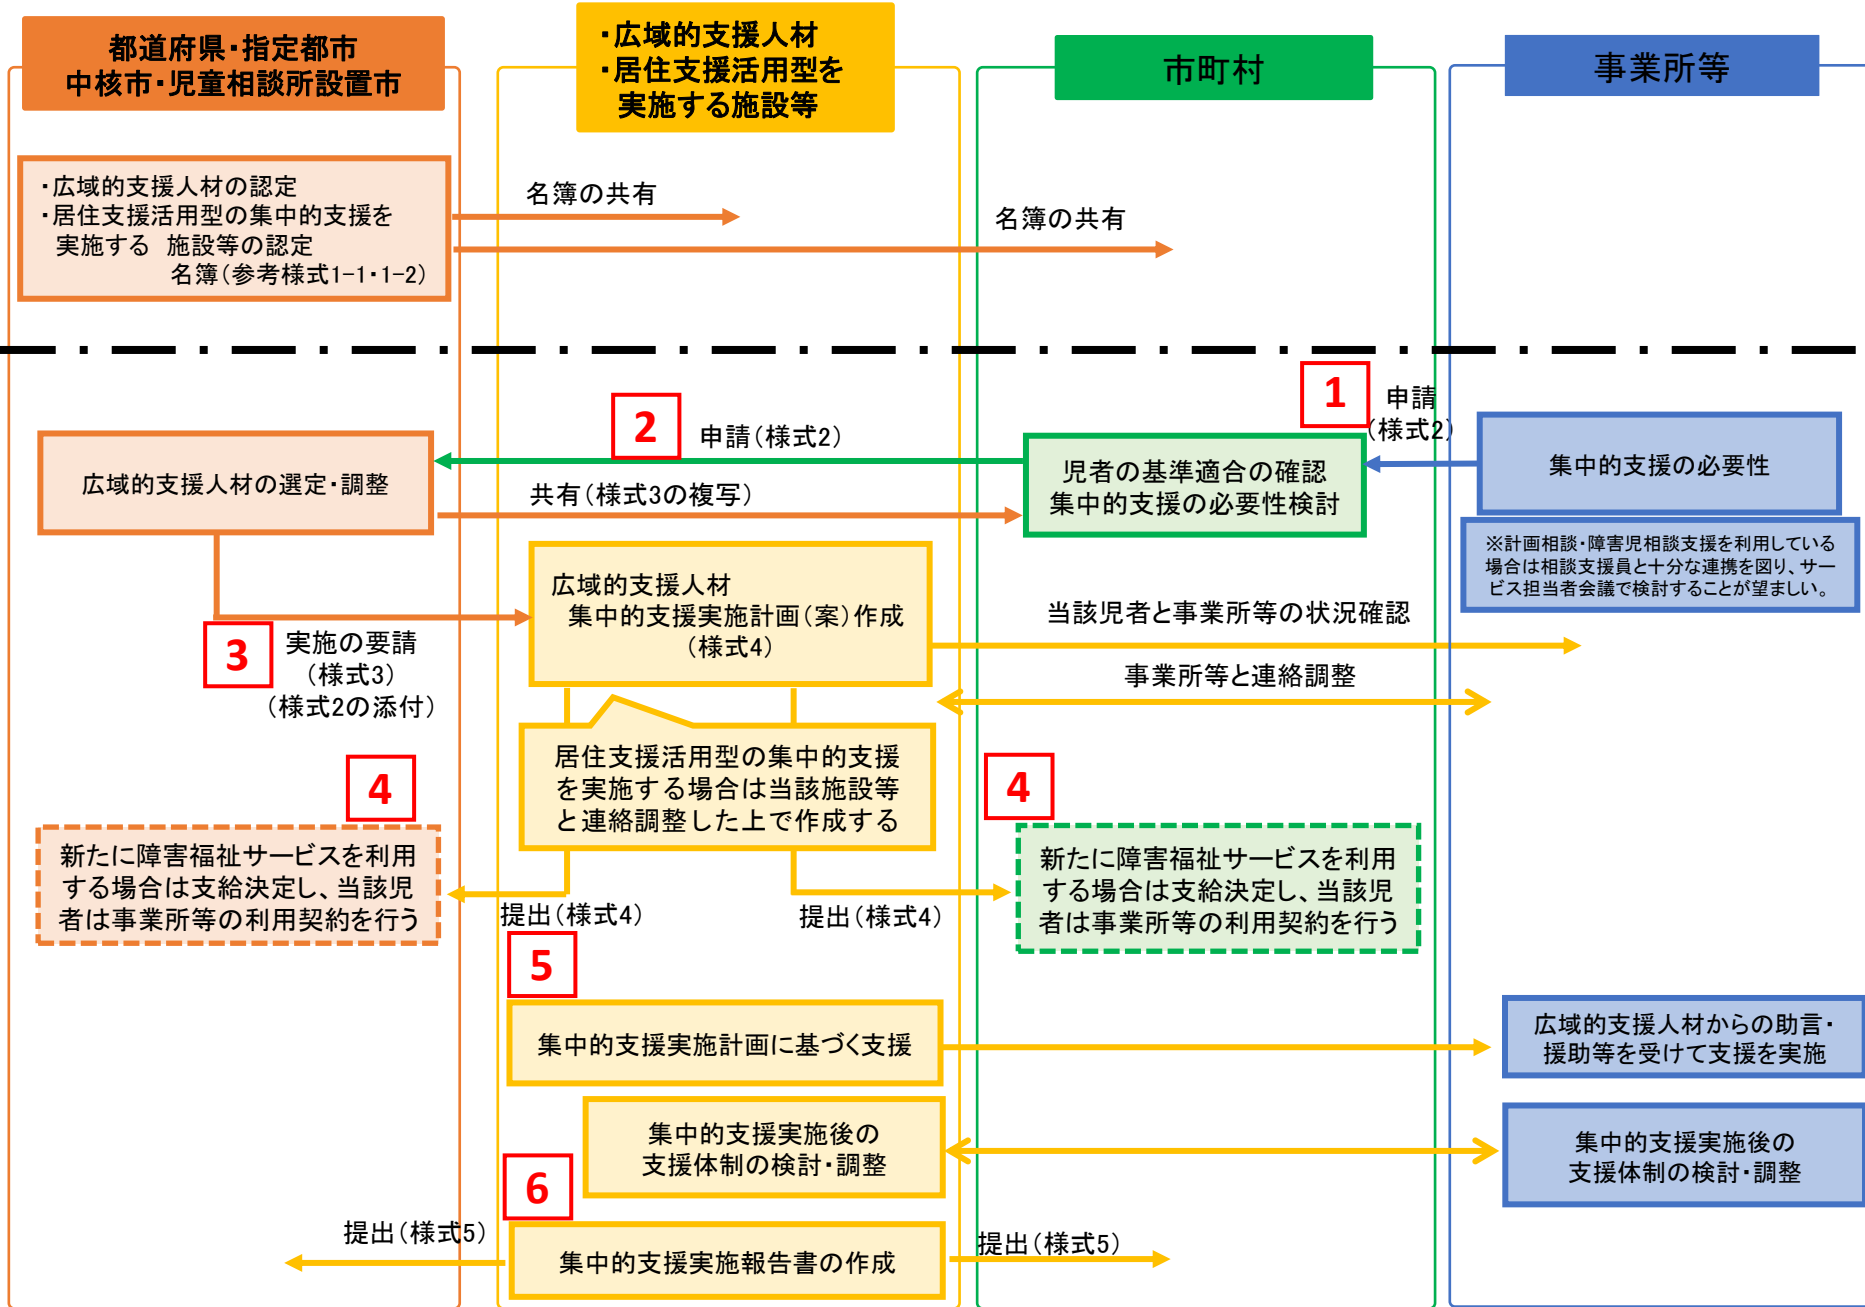 都道府県・指定都市
中核市・児童相談所設置市
・広域的支援人材
・居住支援活用型を
実施する施設等
市町村
事業所等
・広域的支援人材の認定
・居住支援活用型の集中的支援を
実施する 施設等の認定
名簿(参考様式1-1・1-2)
名簿の共有
名簿の共有
1
申請
(様式2)
集中的支援の必要性
※計画相談・障害児相談支援を利用している
場合は相談支援員と十分な連携を図り、サー
ビス担当者会議で検討することが望ましい。
児者の基準適合の確認
集中的支援の必要性検討
2
申請(様式2)
広域的支援人材の選定・調整
共有(様式3の複写)
3
実施の要請
(様式3)
(様式2の添付)
広域的支援人材
集中的支援実施計画(案)作成
(様式4)
当該児者と事業所等の状況確認
事業所等と連絡調整
居住支援活用型の集中的支援
を実施する場合は当該施設等
と連絡調整した上で作成する
4
新たに障害福祉サービスを利用
する場合は支給決定し、当該児
者は事業所等の利用契約を行う
提出(様式4)
提出(様式4)
4
新たに障害福祉サービスを利用
する場合は支給決定し、当該児
者は事業所等の利用契約を行う
5
集中的支援実施計画に基づく支援
広域的支援人材からの助言・
援助等を受けて支援を実施
集中的支援実施後の
支援体制の検討・調整
集中的支援実施後の
支援体制の検討・調整
6
提出(様式5)
集中的支援実施報告書の作成
提出(様式5)